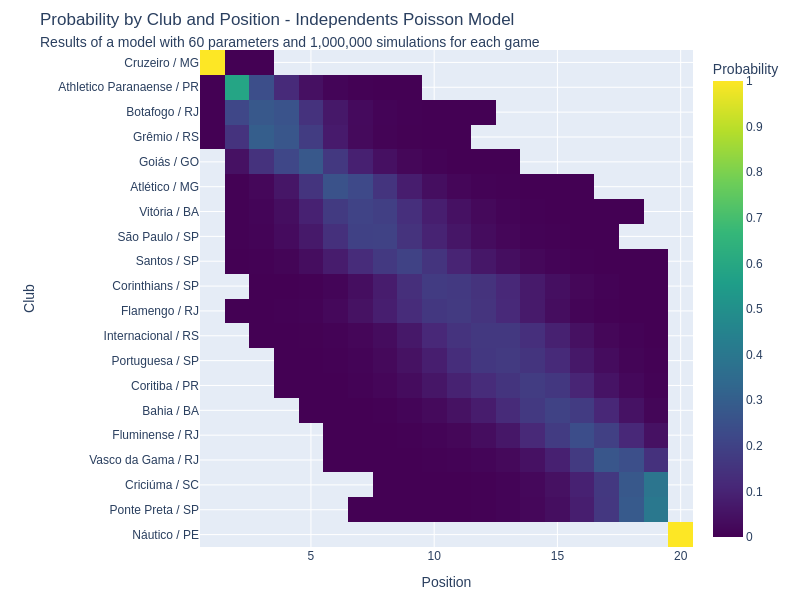 Probability by Club and Position - Independents Poisson Model
Results of a model with 60 parameters and 1,000,000 simulations for each game
Cruzeiro / MG
Athletico Paranaense / PR
Botafogo / RJ
Grêmio / RS
Goiás / GO
Atlético / MG
Vitória / BA
São Paulo / SP
Santos / SP
Corinthians / SP
Flamengo / RJ
Internacional / RS
Portuguesa / SP
Coritiba / PR
Bahia / BA
Fluminense / RJ
Vasco da Gama / RJ
Criciúma / SC
Ponte Preta / SP
Náutico / PE
Club
5
10
15
20
Position
Probability
1
0.9
0.8
0.7
0.6
0.5
0.4
0.3
0.2
0.1
0